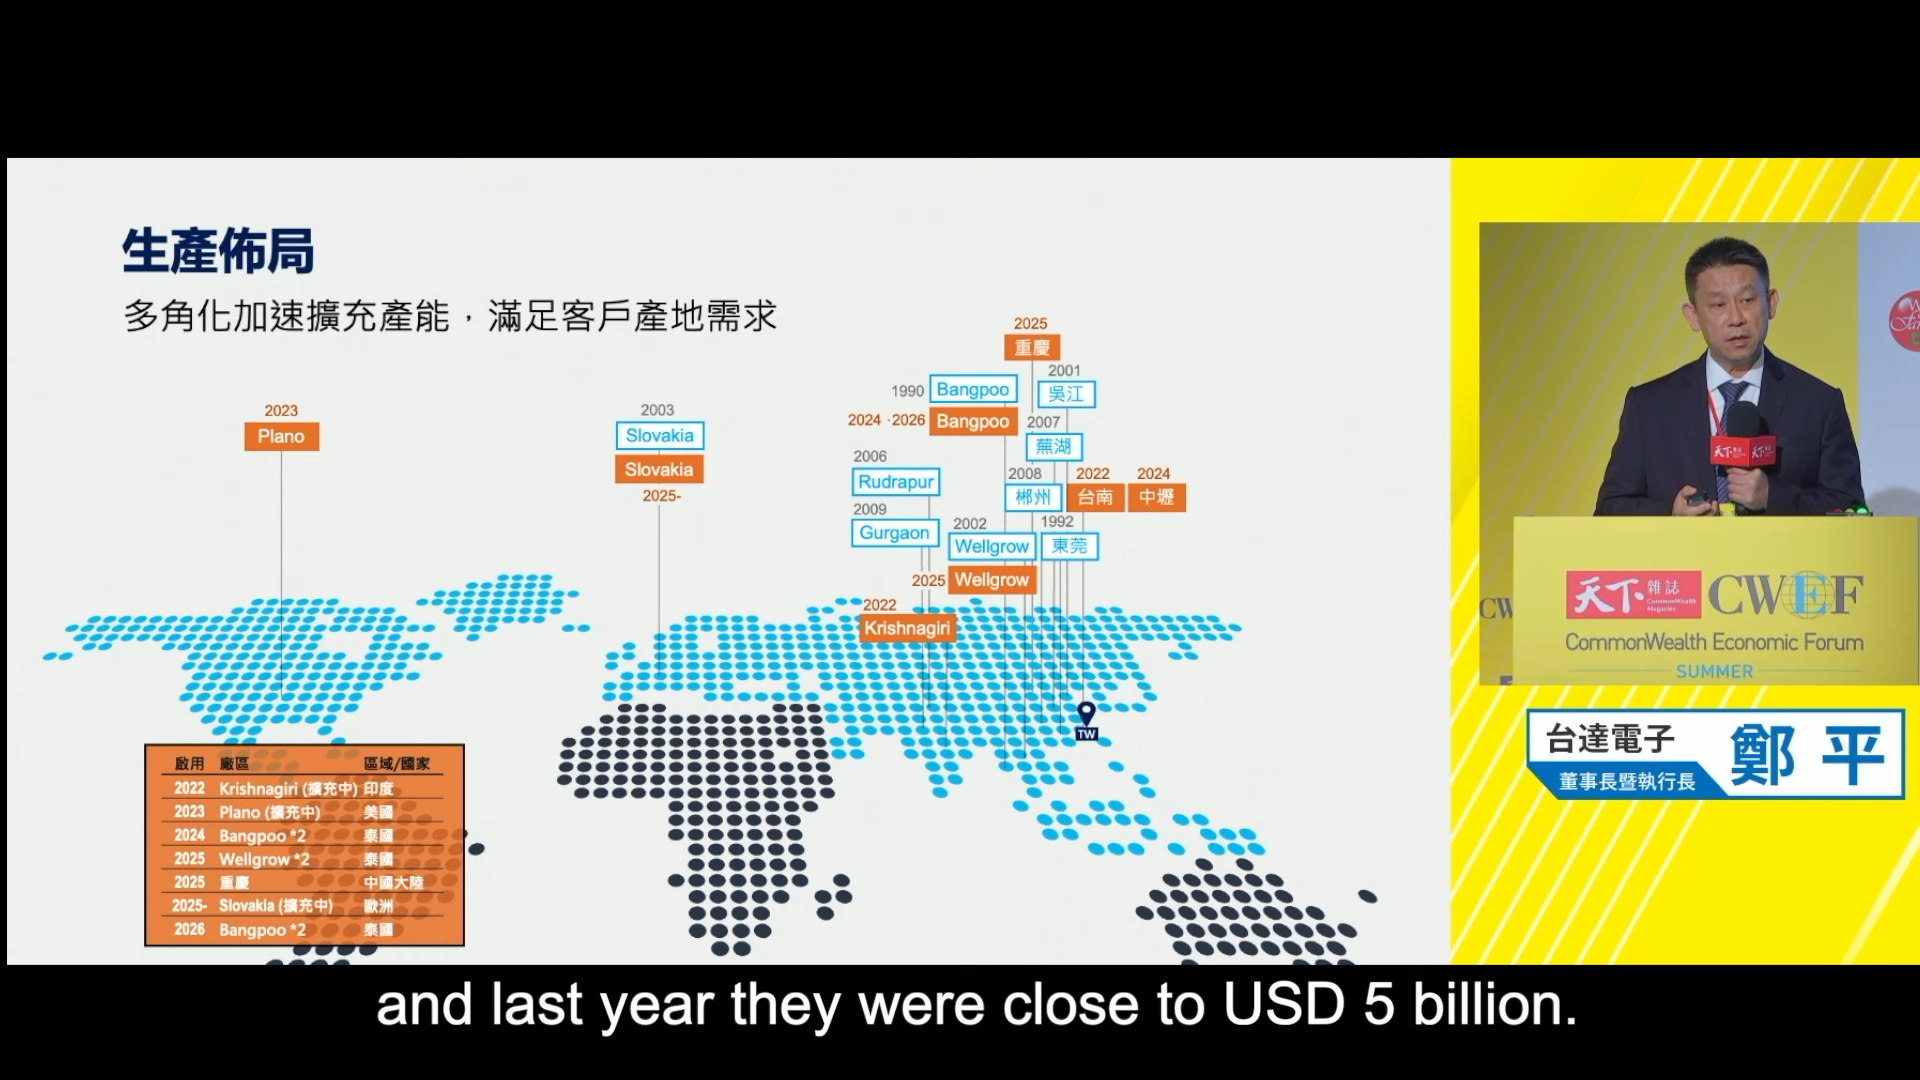 生產佈局
多角化加速擴充產能，滿足客戶產地需求
2023
Plano
2003
Slovakia
Slovakia
2025-
2025
重慶
1990 Bangpoo
2024 ·2026 Bangpoo
2001
吳江
2007
蕪湖
2006
Rudrapur
2008
郴州
2022
台南
2024
中壢
2009
Gurgaon
2002
Wellgrow
1992
東莞
2025 Wellgrow
2022
Krishnagiri
TW
啟用 廠區 區域/國家
2022 Krishnagiri (擴充中) 印度
2023 Plano (擴充中) 美國
2024 Bangpoo *2 泰國
2025 Wellgrow *2 泰國
2025 重慶 中國大陸
2025- Slovakia (擴充中) 歐洲
2026 Bangpoo *2 泰國
天下 天下
CW
天下雜誌 CWEF
CommonWealth Magazine
CommonWealth Economic Forum
SUMMER
台達電子
董事長暨執行長
鄭 平
and last year they were close to USD 5 billion.